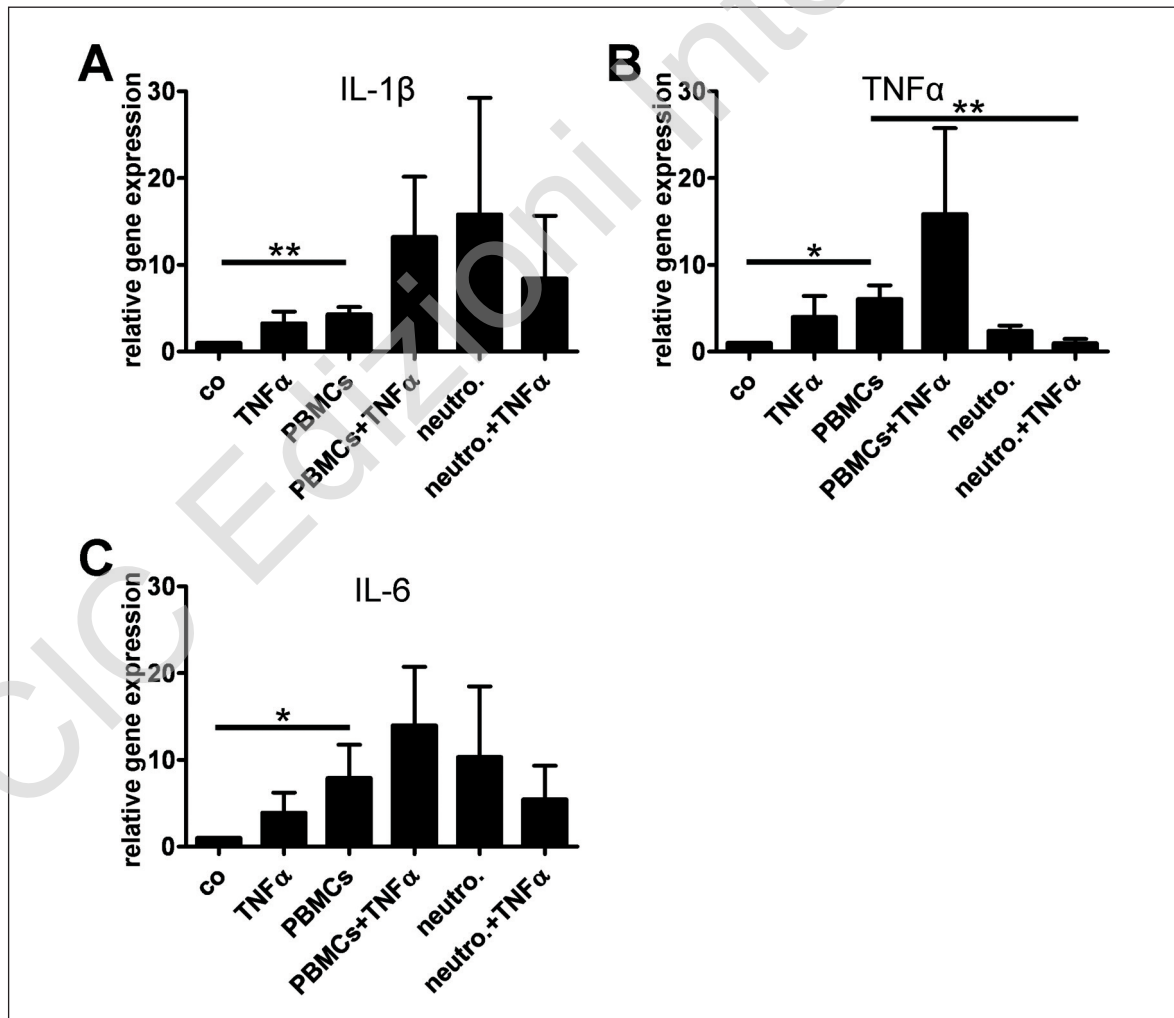 A
IL-1β
relative gene expression
30
20
10
0
**
co
TNFα
PBMCs
PBMCs+TNFα
neutro.
neutro.+TNFα
B
TNFα
relative gene expression
30
20
10
0
*
**
co
TNFα
PBMCs
PBMCs+TNFα
neutro.
neutro.+TNFα
C
IL-6
relative gene expression
30
20
10
0
*
co
TNFα
PBMCs
PBMCs+TNFα
neutro.
neutro.+TNFα
CIC Edizioni